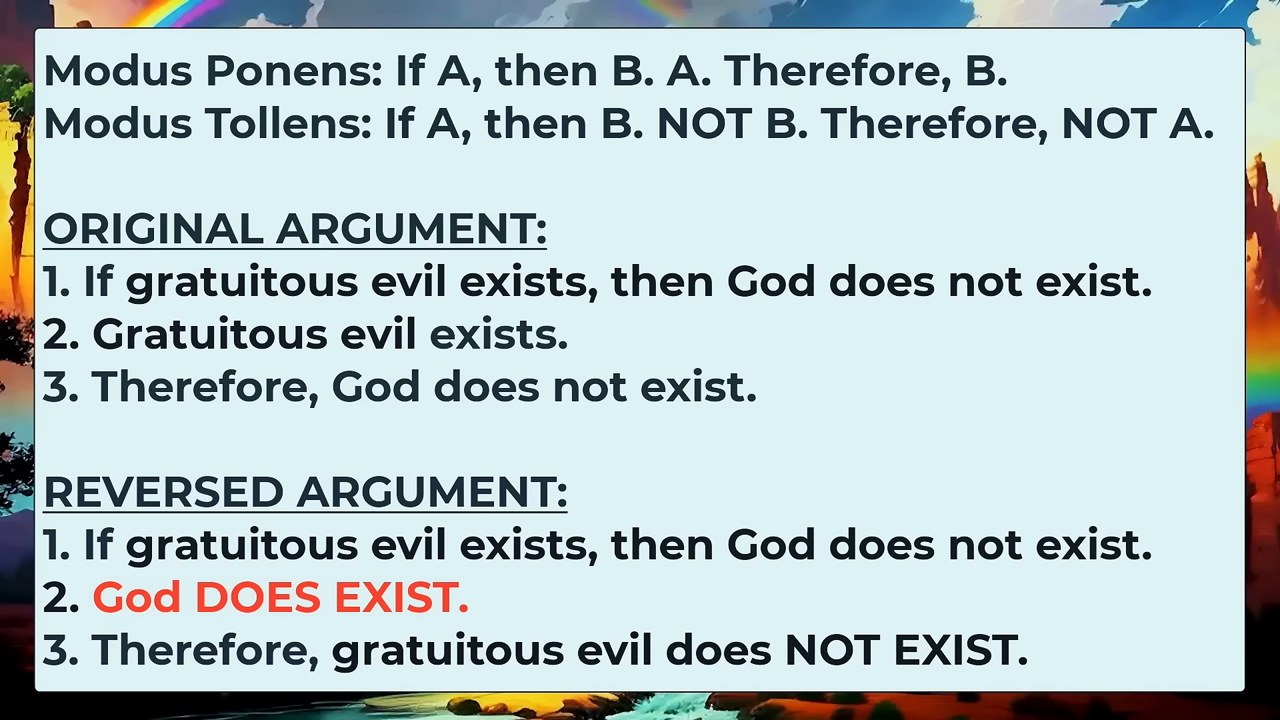 Modus Ponens: If A, then B. A. Therefore, B.
Modus Tollens: If A, then B. NOT B. Therefore, NOT A.
ORIGINAL ARGUMENT:
1. If gratuitous evil exists, then God does not exist.
2. Gratuitous evil exists.
3. Therefore, God does not exist.
REVERSED ARGUMENT:
1. If gratuitous evil exists, then God does not exist.
2. God DOES EXIST.
3. Therefore, gratuitous evil does NOT EXIST.